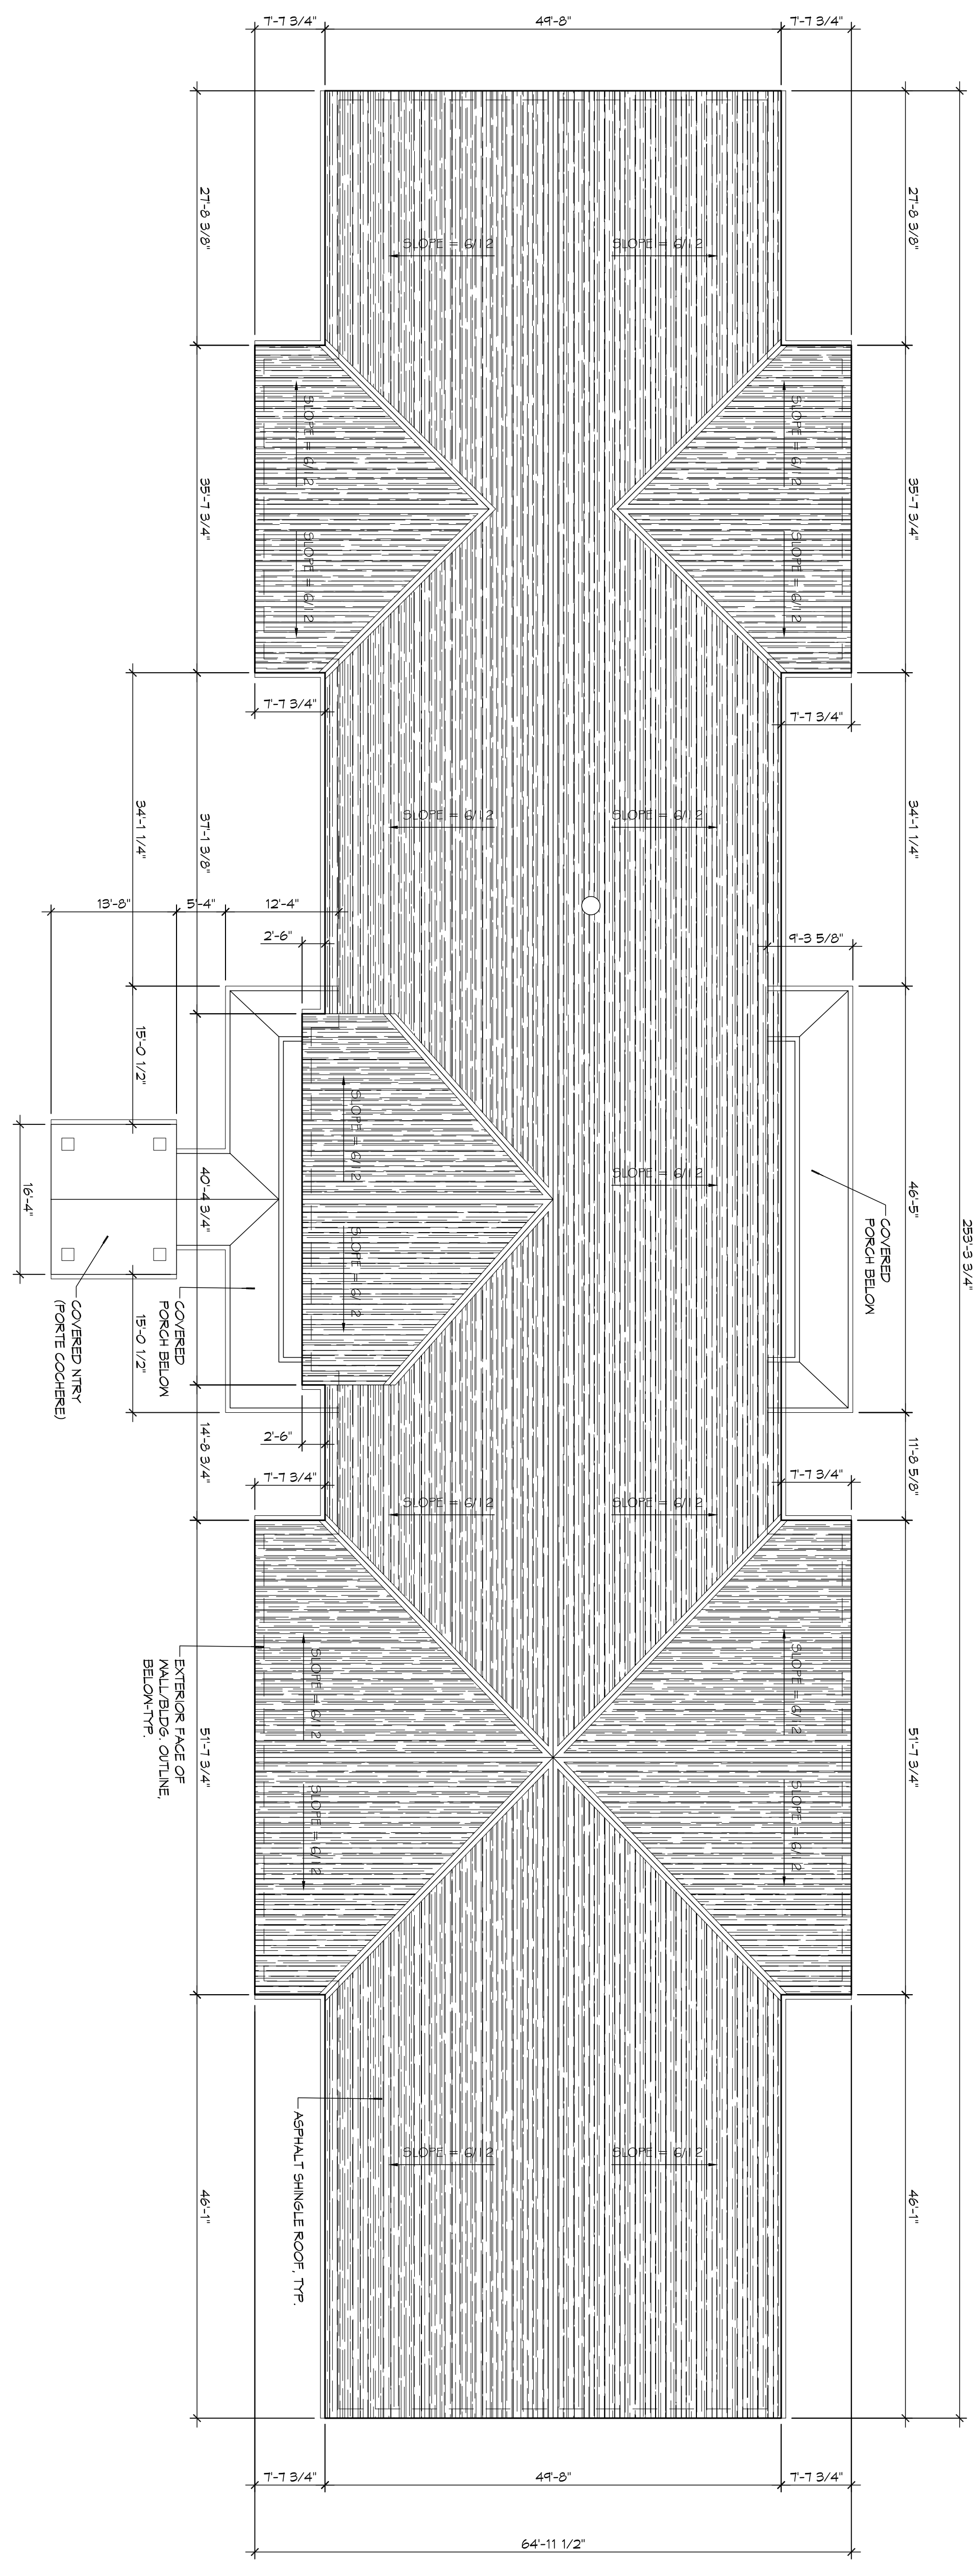 7'-7 3/4"
49'-8"
7'-7 3/4"
27'-8 3/8"
27'-8 3/8"
SLOPE = 6/12
SLOPE = 6/12
SLOPE = 6/12
SLOPE = 6/12
35'-7 3/4"
35'-7 3/4"
SLOPE = 6/12
SLOPE = 6/12
7'-7 3/4"
7'-7 3/4"
34'-1 1/4"
37'-1 3/8"
SLOPE = 6/12
SLOPE = 6/12
34'-1 1/4"
13'-8"
5'-4"
12'-4"
2'-6"
9'-3 5/8"
15'-0 1/2"
SLOPE = 6/12
16'-4"
40'-4 3/4"
SLOPE = 6/12
46'-5"
253'-3 3/4"
COVERED
PORCH BELOW
SLOPE = 6/12
COVERED NTRY
(PORTE COCHERE)
COVERED
PORCH BELOW
15'-0 1/2"
14'-8 3/4"
2'-6"
11'-8 5/8"
7'-7 3/4"
7'-7 3/4"
SLOPE = 6/12
SLOPE = 6/12
EXTERIOR FACE OF
WALL/BLDG. OUTLINE,
BELOW-TYP.
SLOPE = 6/12
SLOPE = 6/12
51'-7 3/4"
51'-7 3/4"
SLOPE = 6/12
SLOPE = 6/12
ASPHALT SHINGLE ROOF, TYP.
SLOPE = 6/12
SLOPE = 6/12
46'-1"
46'-1"
7'-7 3/4"
49'-8"
7'-7 3/4"
64'-11 1/2"